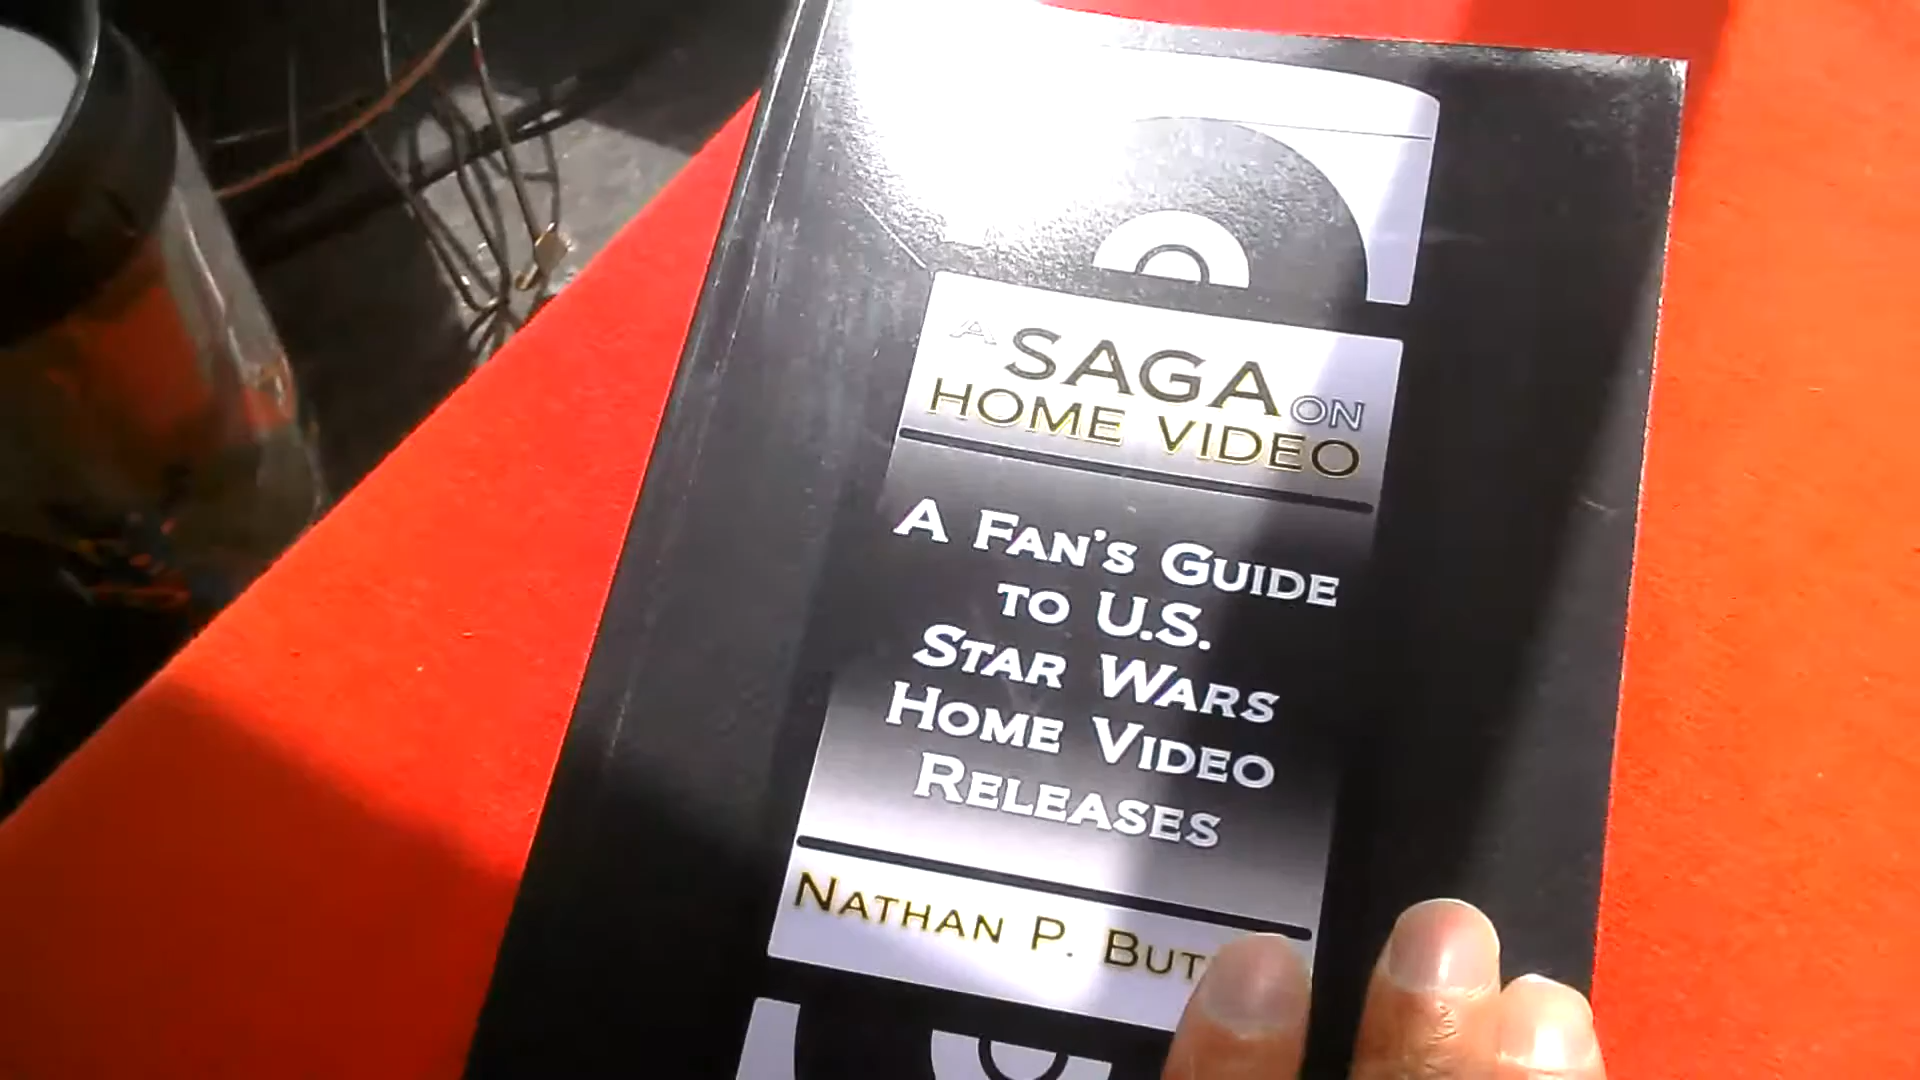 A SAGA ON
HOME VIDEO
A FAN'S GUIDE
TO U.S.
STAR WARS
HOME VIDEO
RELEASES
NATHAN P.